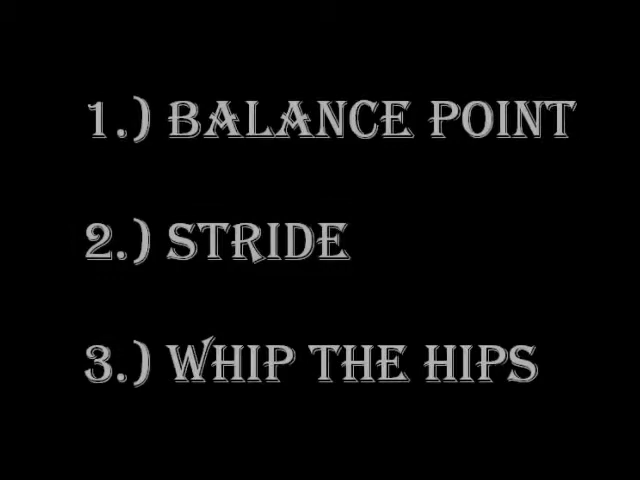 1.) BALANCE POINT
2.) STRIDE
3.) WHIP THE HIPS